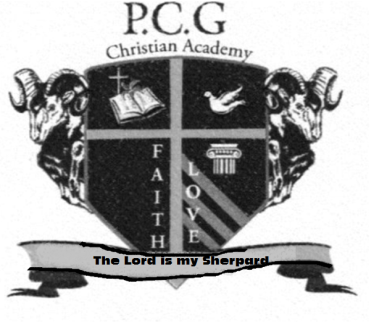 P.C.G
Christian Academy
FAITH
LOVE
The Lord is my Sherpard